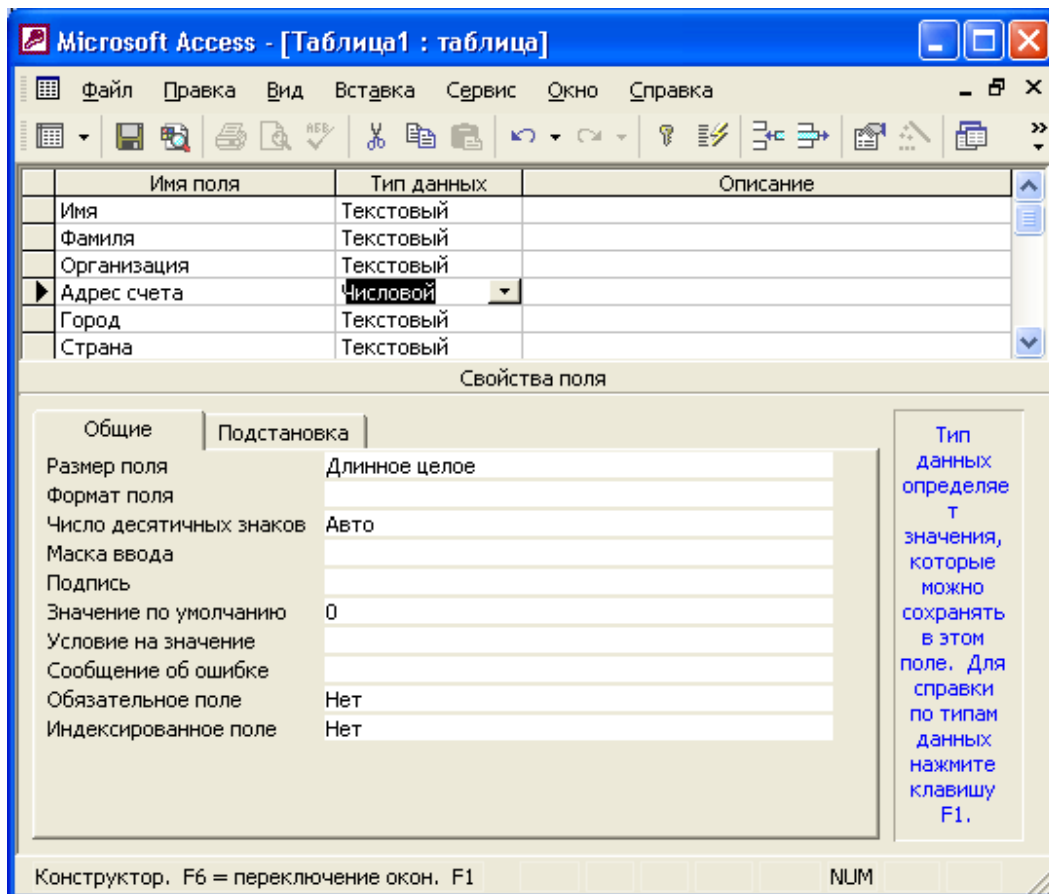 Microsoft Access - [Таблица1 : таблица]
Файл Правка Вид Вставка Сервис Окно Справка
Имя поля Тип данных Описание
Имя Текстовый
Фамиля Текстовый
Организация Текстовый
Адрес счета Числовой
Город Текстовый
Страна Текстовый
Свойства поля
Общие Подстановка
Размер поля Длинное целое
Формат поля
Число десятичных знаков Авто
Маска ввода
Подпись
Значение по умолчанию 0
Условие на значение
Сообщение об ошибке
Обязательное поле Нет
Индексированное поле Нет
Тип
данных
определяе
т
значения,
которые
можно
сохранять
в этом
поле. Для
справки
по типам
данных
нажмите
клавишу
F1.
Конструктор. F6 = переключение окон. F1 NUM